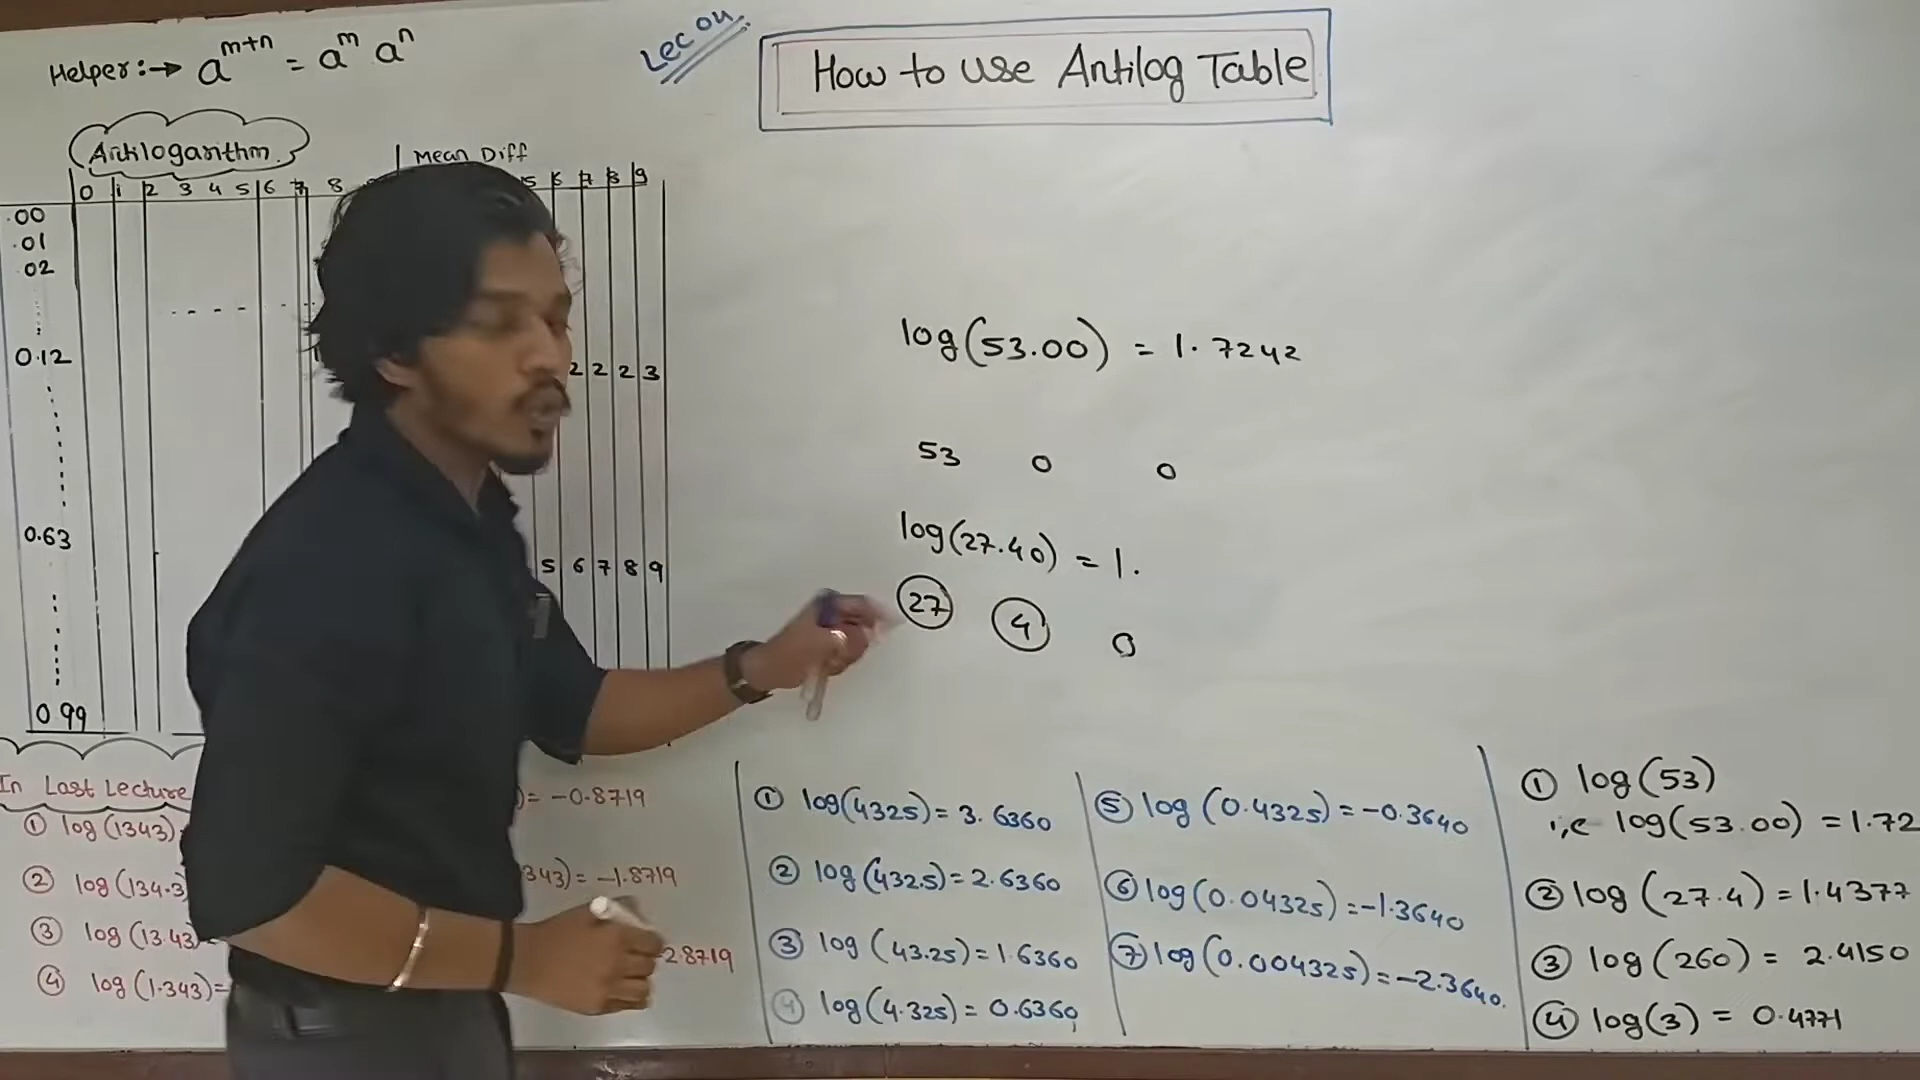 Helper:→ a^{m+n} = a^m a^n
Lec 04
How to use Antilog Table
Antilogarithm
Mean Diff
0 1 2 3 4 5 6 7 8
5 6 7 8 9
.00
.01
02
0.12
2 2 2 3
0.63
5 6 7 8 9
0.99
log(53.00) = 1.7242
53 0 0
log(27.40) = 1.
27 4 0
In Last Lecture
① log(1343)
② log(134.3)
③ log(13.43)
④ log(1.343)=
)= -0.8719
343)= -1.8719
2.8719
① log(4325)= 3.6360
② log(432.5)=2.6360
③ log(43.25)=1.6360
④ log(4.325)= 0.6360
⑤ log(0.4325)=-0.3640
⑥ log(0.04325)=-1.3640
⑦ log(0.004325)=-2.3640.
① log(53)
i,e log(53.00) =1.72
② log(27.4)=1.4377
③ log(260)= 2.4150
④ log(3) = 0.4771